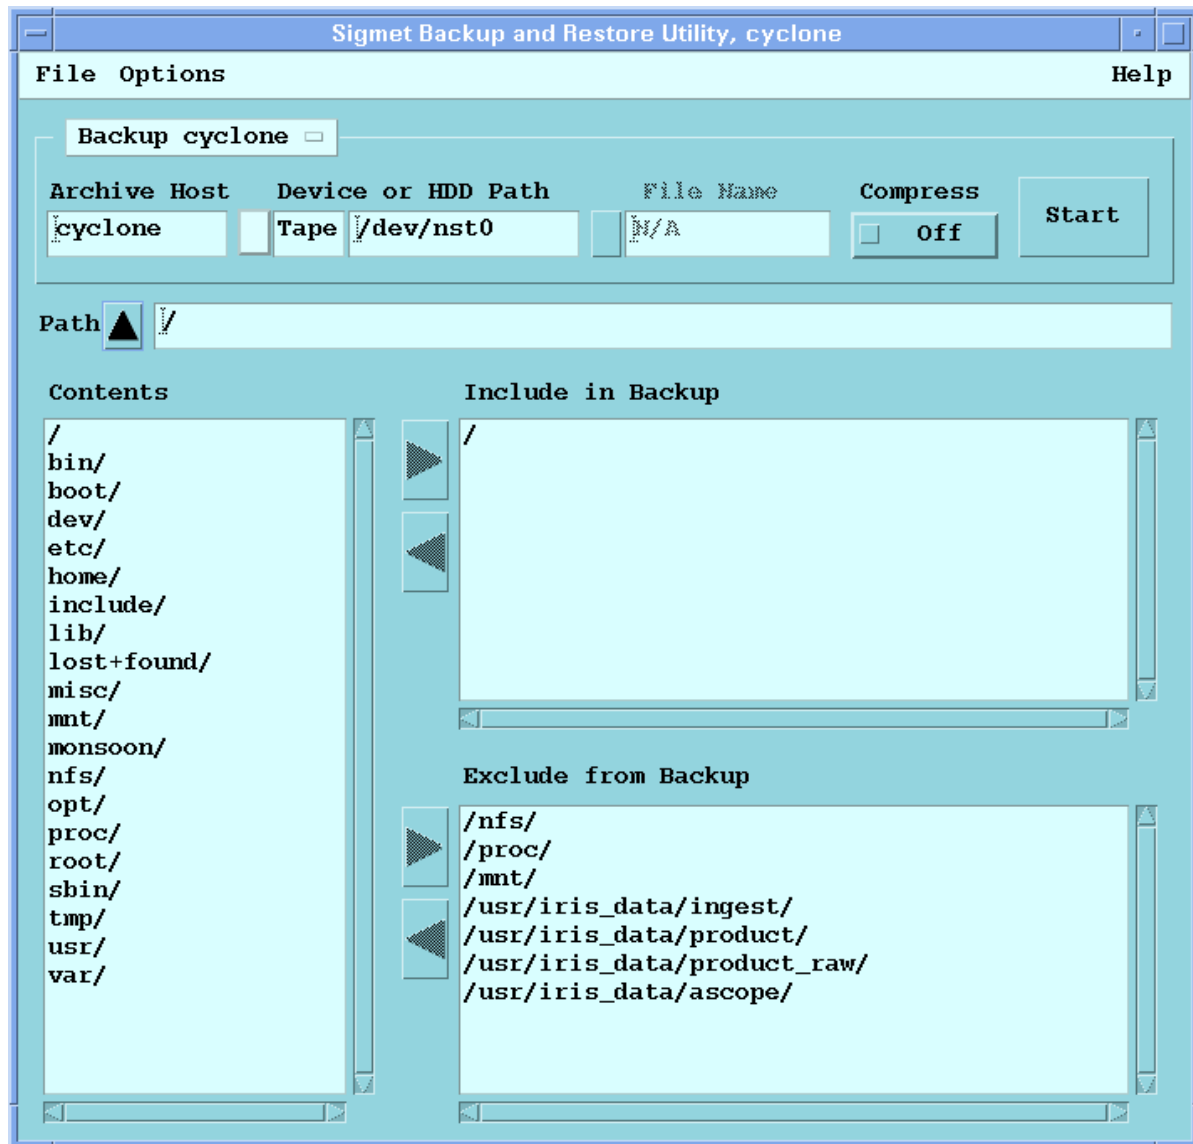 Sigmet Backup and Restore Utility, cyclone
File Options Help
Backup cyclone
Archive Host Device or HDD Path File Name Compress
cyclone Tape /dev/nst0 N/A Off Start
Path /
Contents
/
bin/
boot/
dev/
etc/
home/
include/
lib/
lost+found/
misc/
mnt/
monsoon/
nfs/
opt/
proc/
root/
sbin/
tmp/
usr/
var/
Include in Backup
/
Exclude from Backup
/nfs/
/proc/
/mnt/
/usr/iris_data/ingest/
/usr/iris_data/product/
/usr/iris_data/product_raw/
/usr/iris_data/ascope/